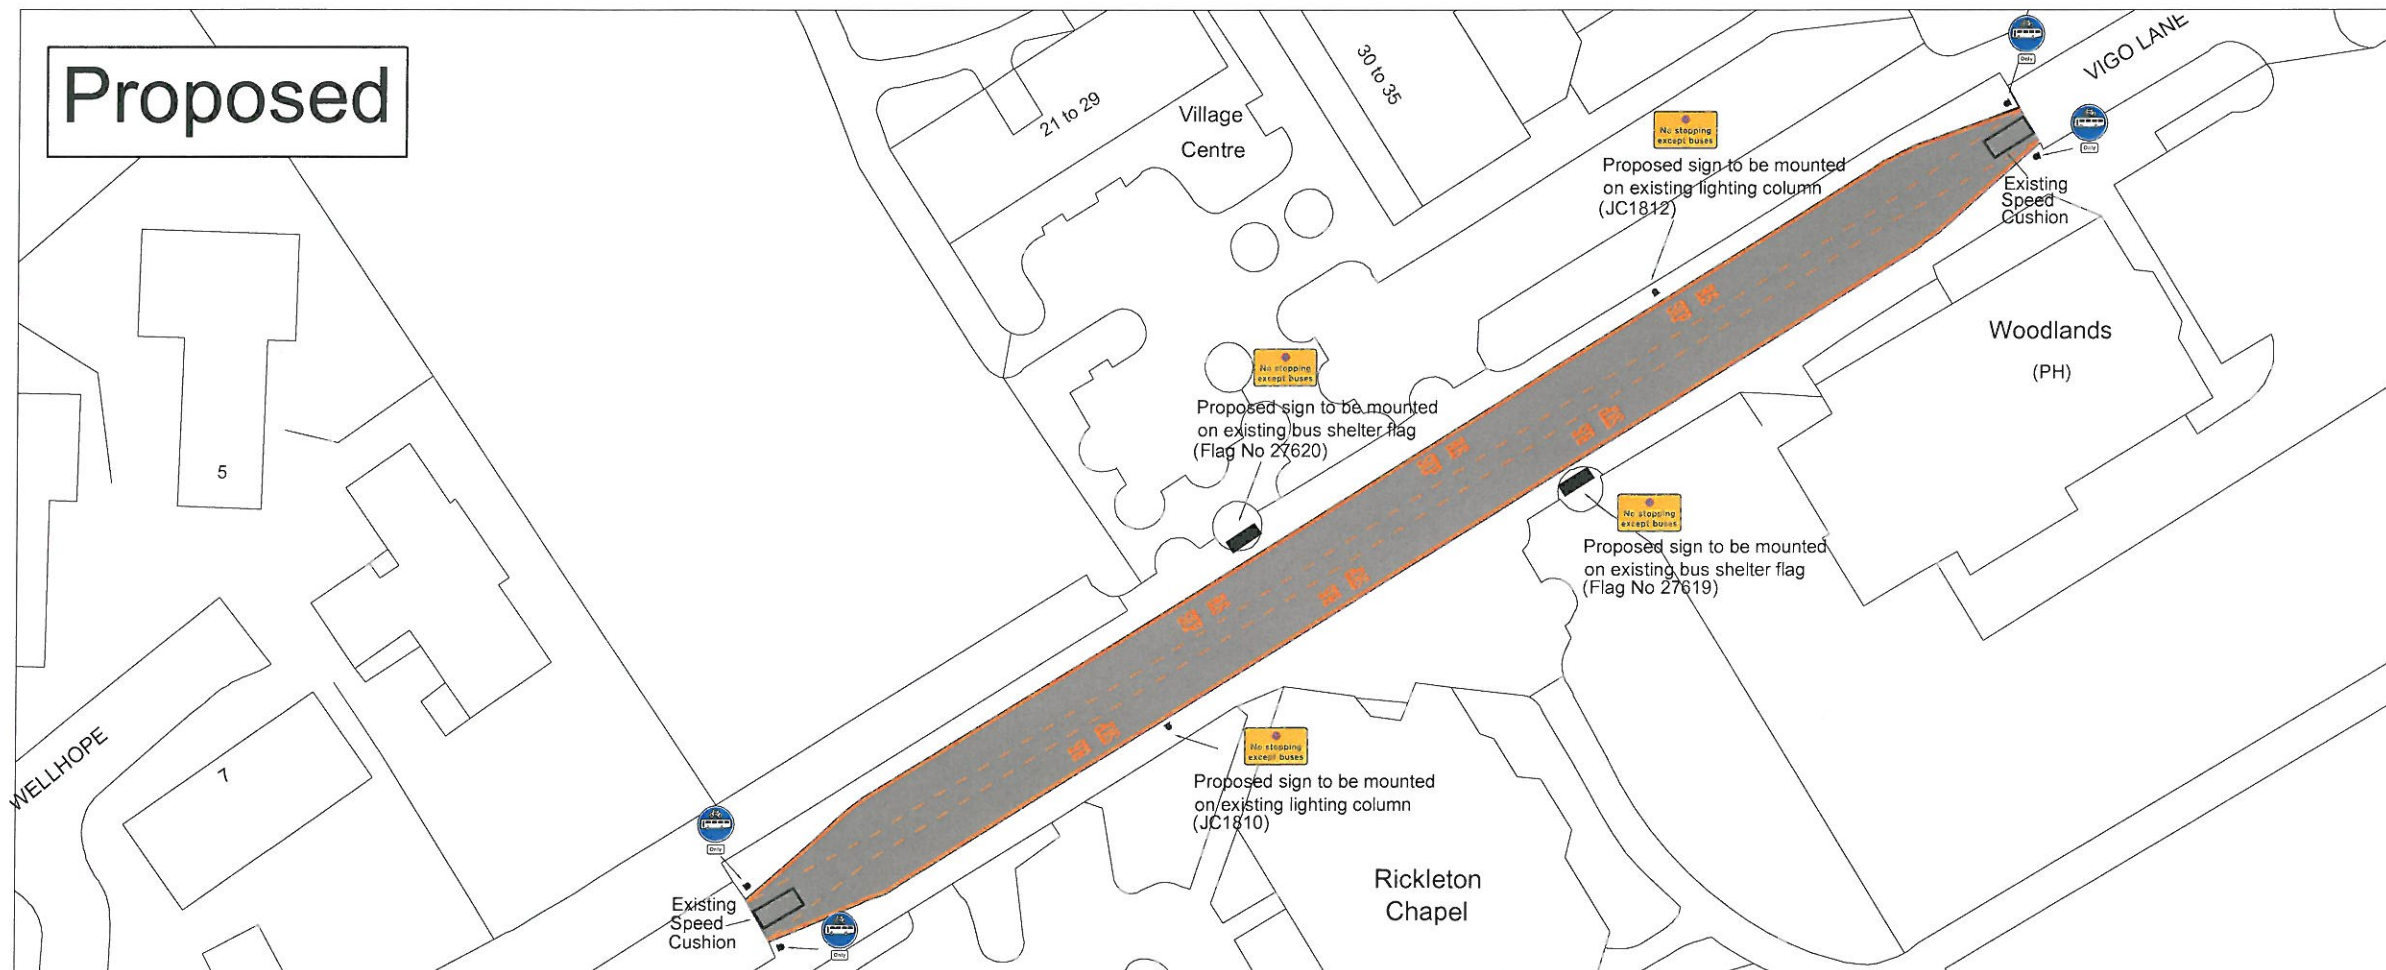 Proposed
VIGO LANE
Only
Only
30 to 35
21 to 29
Village
Centre
No stopping
except buses
Proposed sign to be mounted
on existing lighting column
(JC1812)
Existing
Speed
Cushion
Woodlands
(PH)
No stopping
except buses
Proposed sign to be mounted
on existing bus shelter flag
(Flag No 27620)
5
No stopping
except buses
Proposed sign to be mounted
on existing bus shelter flag
(Flag No 27619)
WELLHOPE
7
No stopping
except buses
Proposed sign to be mounted
on existing lighting column
(JC1810)
Only
Existing
Speed
Cushion
Only
Rickleton
Chapel